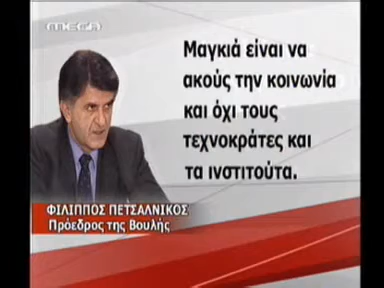 MEGA
Μαγκιά είναι να
ακούς την κοινωνία
και όχι τους
τεχνοκράτες και
τα ινστιτούτα.
ΦΙΛΙΠΠΟΣ ΠΕΤΣΑΛΝΙΚΟΣ
Πρόεδρος της Βουλής